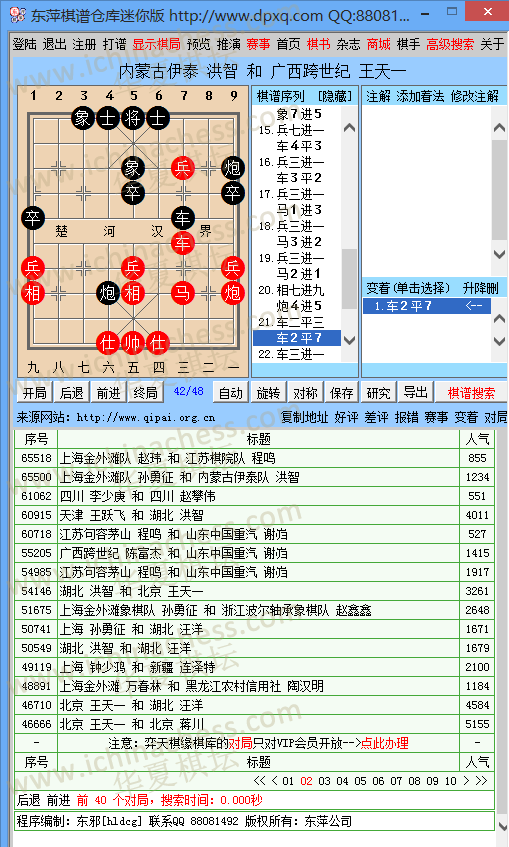 东萍棋谱仓库迷你版 http://www.dpxq.com QQ:88081...
登陆 退出 注册 打谱 显示棋局 预览 推演 赛事 首页 棋书 杂志 商城 棋手 高级搜索 关于
内蒙古伊泰 洪智 和 广西跨世纪 王天一
1 2 3 4 5 6 7 8 9
象 士 将 士
象 兵 炮
卒 卒
卒 车
楚 河 汉 界
车
兵 兵 兵
相 炮 相 马 炮
仕 帅 仕
九 八 七 六 五 四 三 二 一
棋谱序列 [隐藏]
象7进5
15. 兵七进一
车4平3
16. 兵三进一
车3平2
17. 兵三进一
马1进3
18. 兵三进一
马3进2
19. 兵三进一
马2进1
20. 相七进九
炮4进5
21. 车二平三
车2平7
22. 车三进一
注解 添加着法 修改注解
变着(单击选择) 升降删
1. 车2平7 <--
开局 后退 前进 终局 42/48 自动 旋转 对称 保存 研究 导出 棋谱搜索
来源网站: http://www.qipai.org.cn 复制地址 好评 差评 报错 赛事 变着 对局
序号 标题 人气
65518 上海金外滩队 赵玮 和 江苏棋院队 程鸣 855
65500 上海金外滩队 孙勇征 和 内蒙古伊泰队 洪智 1234
61062 四川 李少庚 和 四川 赵攀伟 551
60915 天津 王跃飞 和 湖北 洪智 4011
60718 江苏句容茅山 程鸣 和 山东中国重汽 谢岿 527
55205 广西跨世纪 陈富杰 和 山东中国重汽 谢岿 1415
54985 江苏句容茅山 程鸣 和 山东中国重汽 谢岿 1917
54146 湖北 洪智 和 北京 王天一 3261
51675 上海金外滩象棋队 孙勇征 和 浙江波尔轴承象棋队 赵鑫鑫 2648
50741 上海 孙勇征 和 湖北 汪洋 1671
50549 湖北 洪智 和 湖北 汪洋 1679
49119 上海 钟少鸿 和 新疆 连泽特 2100
48891 上海金外滩 万春林 和 黑龙江农村信用社 陶汉明 1184
46710 北京 王天一 和 湖北 汪洋 4584
46666 北京 王天一 和 北京 蒋川 5155
- 注意: 弈天棋缘棋库的对局只对VIP会员开放-->点此办理 -
序号 标题 人气
<< < 01 02 03 04 05 06 07 08 09 10 > >>
后退 前进 前 40 个对局，搜索时间: 0.000秒
程序编制: 东邪[hldcg] 联系QQ 88081492 版权所有: 东萍公司
www.ichinachess.com
华夏棋坛